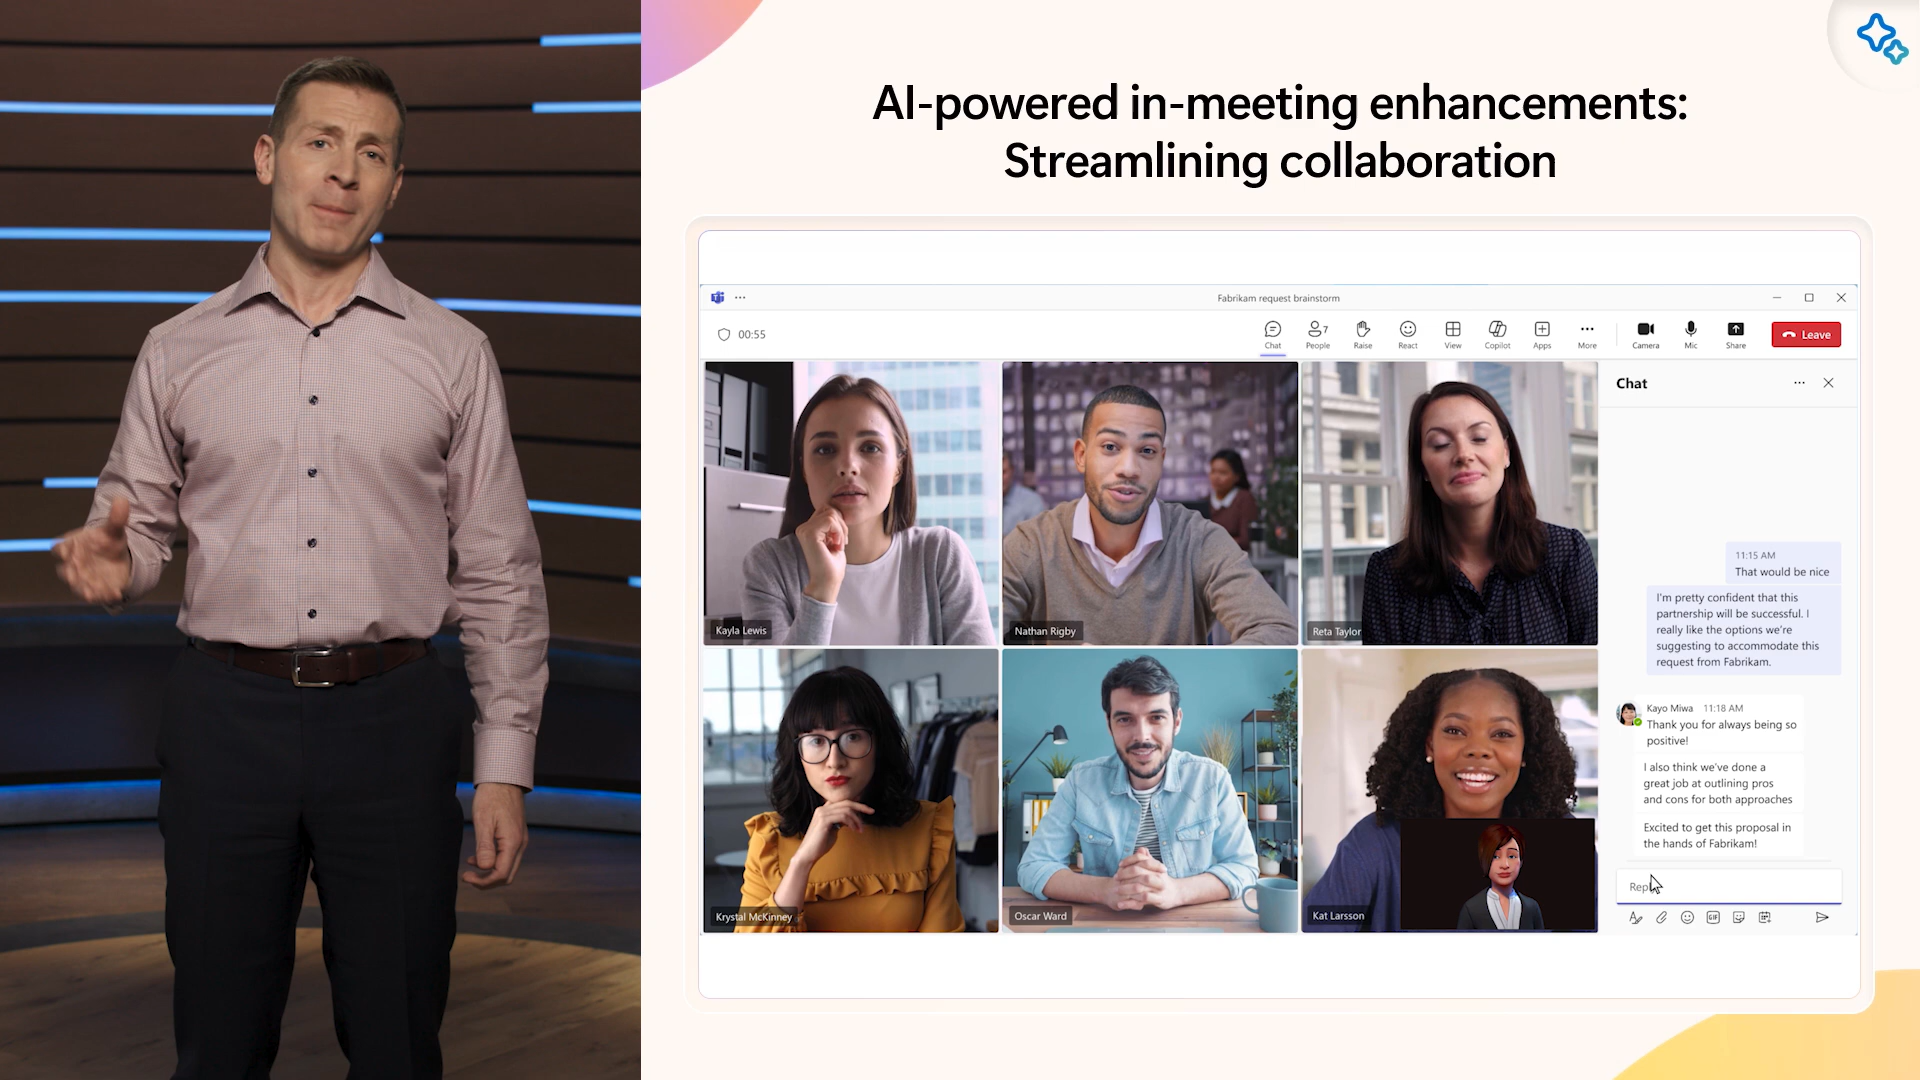 AI-powered in-meeting enhancements:
Streamlining collaboration
Fabrikam request brainstorm
00:55
Chat
People
7
Raise
React
View
Copilot
Apps
More
Camera
Mic
Share
Leave
Kayla Lewis
Nathan Rigby
Reta Taylor
Krystal McKinney
Oscar Ward
Kat Larsson
Chat
11:15 AM
That would be nice
I'm pretty confident that this
partnership will be successful. I
really like the options we're
suggesting to accommodate this
request from Fabrikam.
Kayo Miwa 11:18 AM
Thank you for always being so
positive!
I also think we've done a
great job at outlining pros
and cons for both approaches
Excited to get this proposal in
the hands of Fabrikam!
GIF